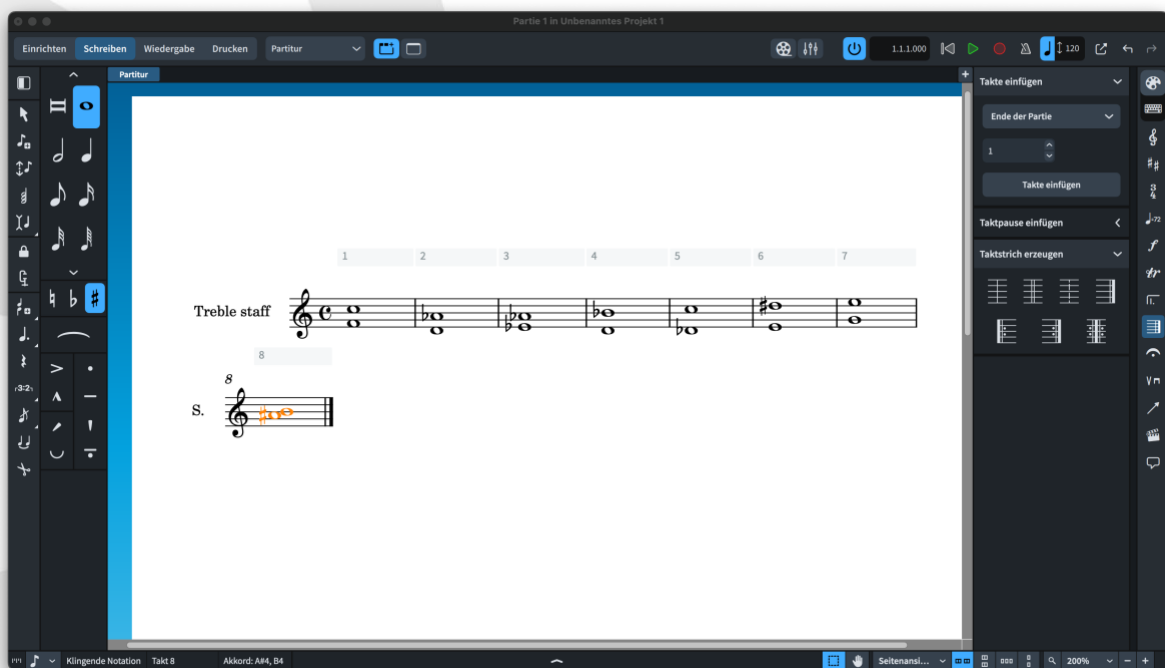 Partie 1 in Unbenanntes Projekt 1
Einrichten Schreiben Wiedergabe Drucken Partitur 1.1.1.000 120
Partitur
Takte einfügen
Ende der Partie
1
Takte einfügen
Taktpause einfügen
Taktstrich erzeugen
1 2 3 4 5 6 7
Treble staff
8
8
S.
3:2
Klingende Notation Takt 8 Akkord: A#4, B4 Seitenansi... 200%